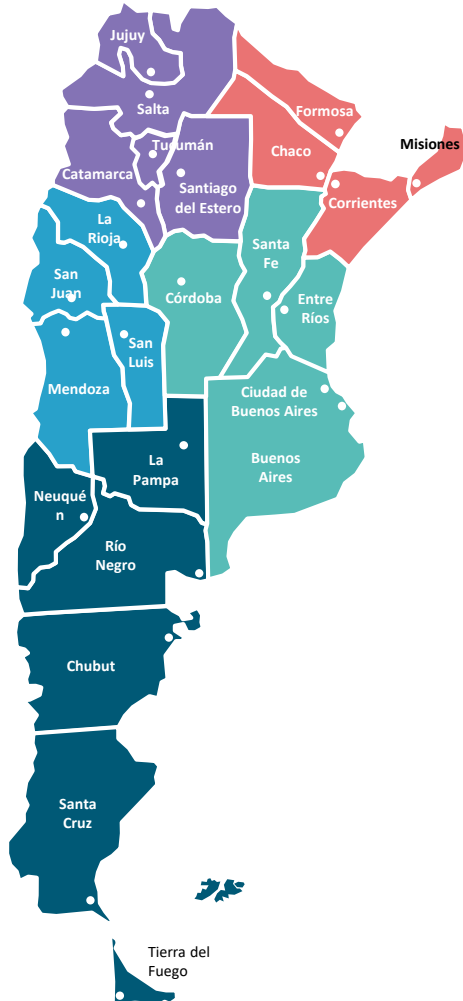 Jujuy
Salta
Formosa
Misiones
Tucumán
Chaco
Catamarca
Santiago
del Estero
Corrientes
La
Rioja
Santa
Fe
San
Juan
Córdoba
Entre
Ríos
San
Luis
Mendoza
Ciudad de
Buenos Aires
La
Pampa
Buenos
Aires
Neuqué
n
Río
Negro
Chubut
Santa
Cruz
Tierra del
Fuego